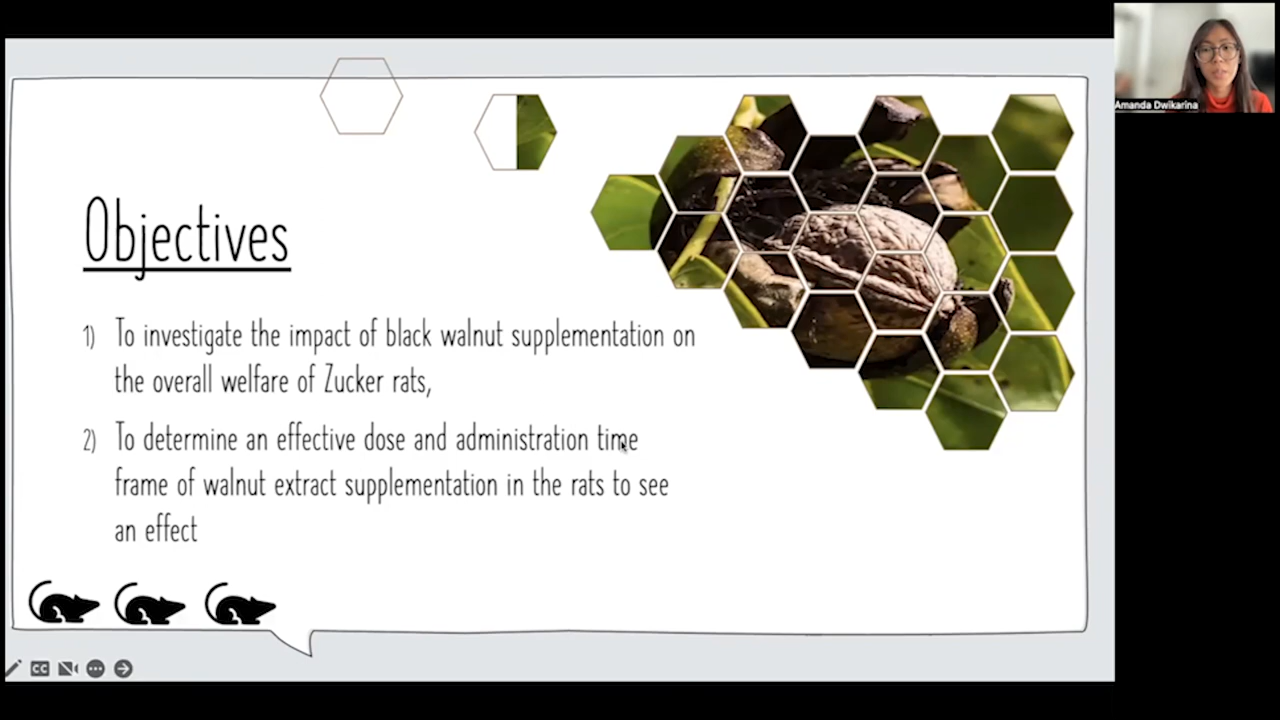 Amanda Dwikarina
Objectives
1) To investigate the impact of black walnut supplementation on
the overall welfare of Zucker rats,
2) To determine an effective dose and administration time
frame of walnut extract supplementation in the rats to see
an effect
CC